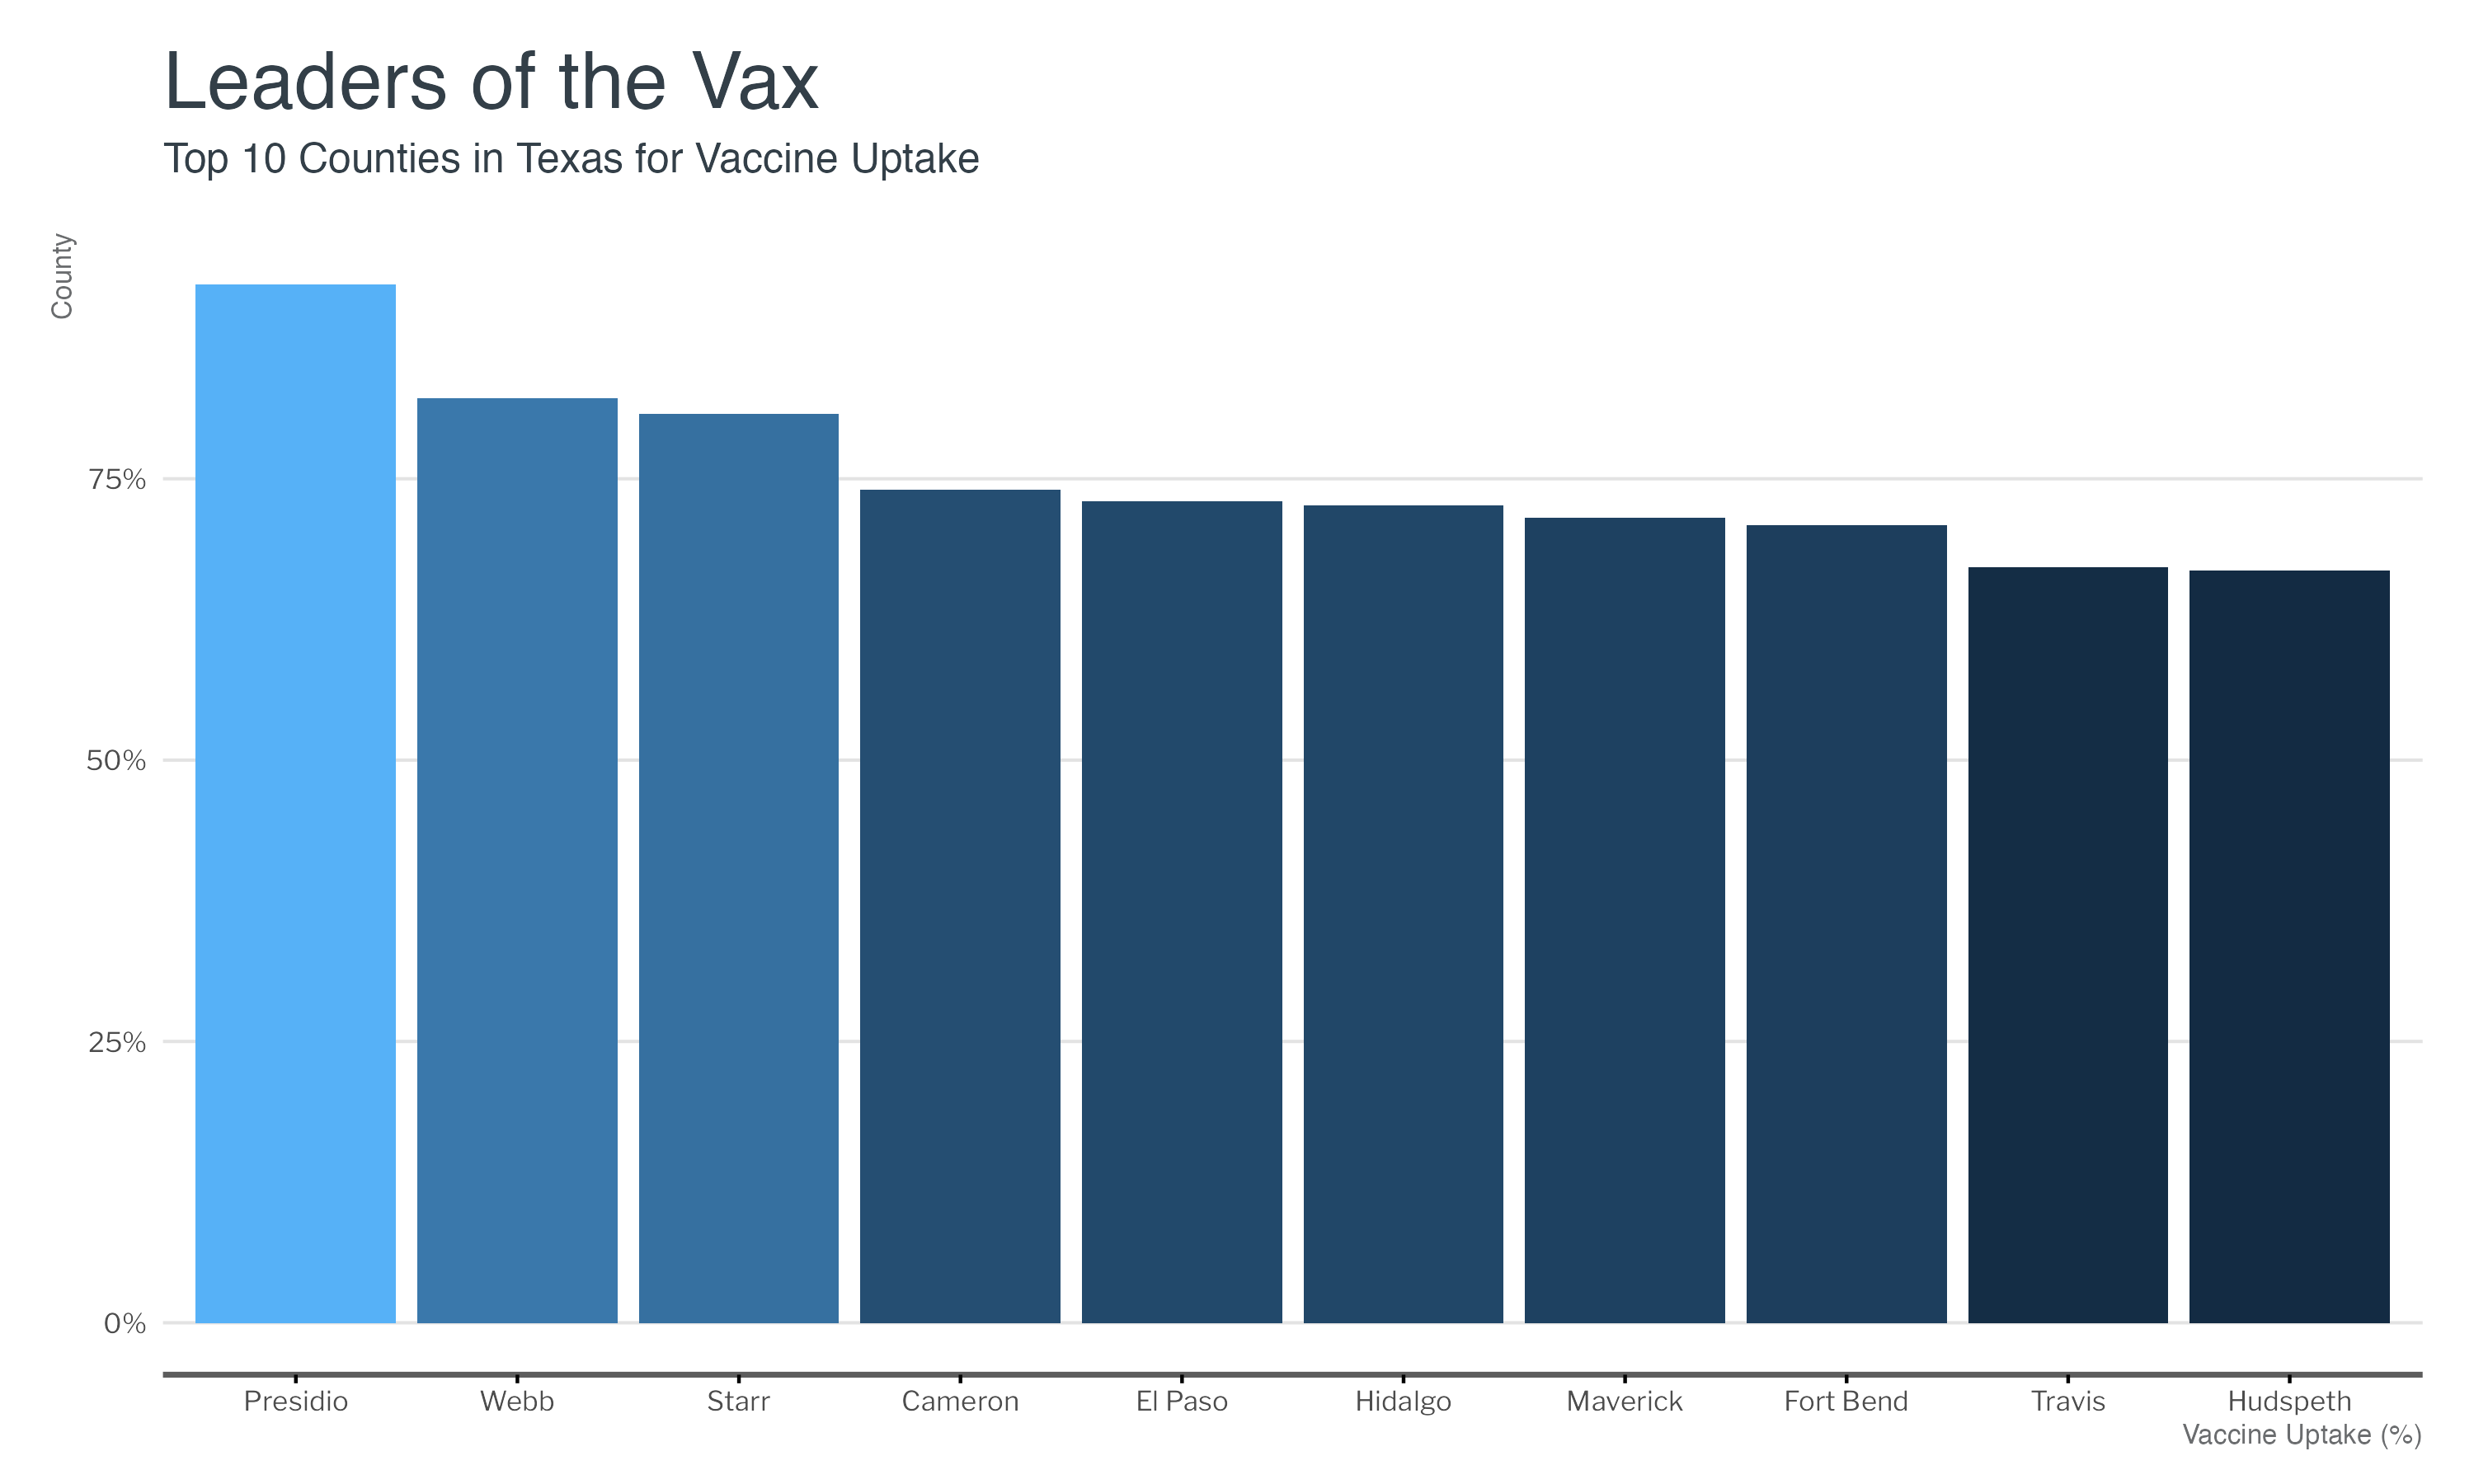 Leaders of the Vax
Top 10 Counties in Texas for Vaccine Uptake
County
75%
50%
25%
0%
Presidio Webb Starr Cameron El Paso Hidalgo Maverick Fort Bend Travis Hudspeth
Vaccine Uptake (%)